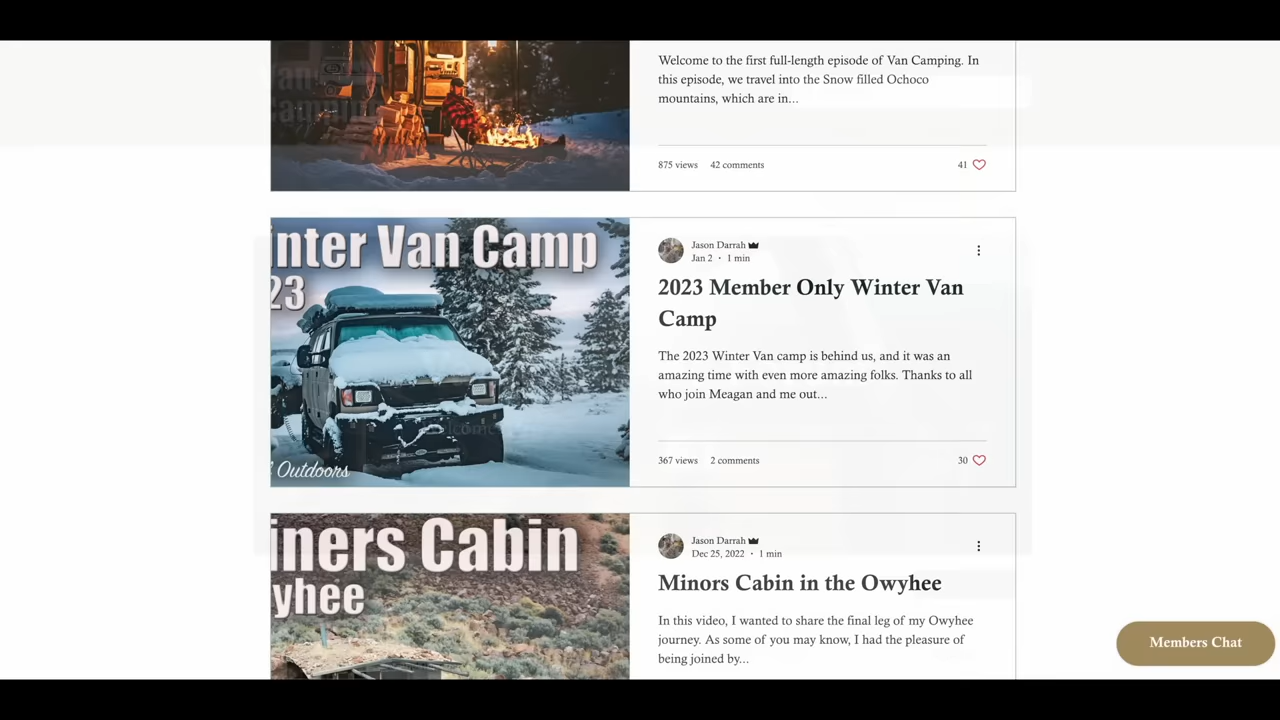 Welcome to the first full-length episode of Van Camping. In
this episode, we travel into the Snow filled Ochoco
mountains, which are in...
875 views 42 comments
41
nter Van Camp
23
Outdoors
Jason Darrah
Jan 2 · 1 min
2023 Member Only Winter Van
Camp
The 2023 Winter Van camp is behind us, and it was an
amazing time with even more amazing folks. Thanks to all
who join Meagan and me out...
367 views 2 comments
30
iners Cabin
yhee
Jason Darrah
Dec 25, 2022 · 1 min
Minors Cabin in the Owyhee
In this video, I wanted to share the final leg of my Owyhee
journey. As some of you may know, I had the pleasure of
being joined by...
Members Chat